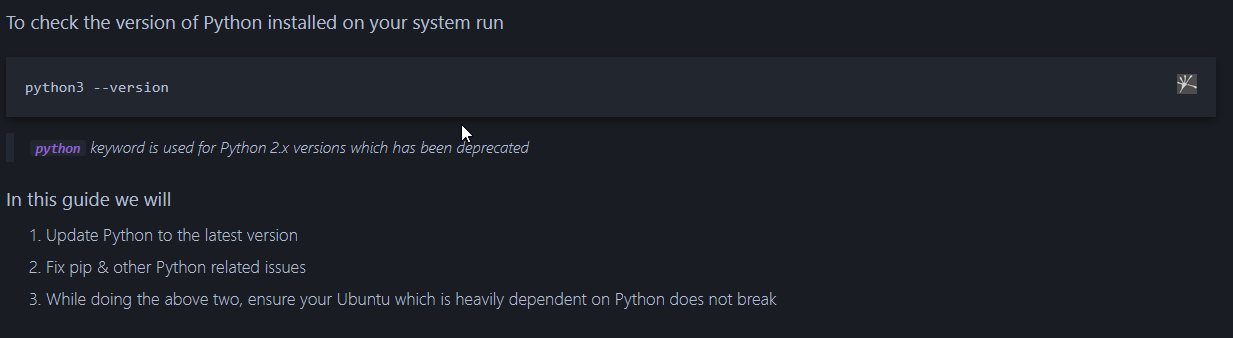 To check the version of Python installed on your system run
python3 --version
python keyword is used for Python 2.x versions which has been deprecated
In this guide we will
1. Update Python to the latest version
2. Fix pip & other Python related issues
3. While doing the above two, ensure your Ubuntu which is heavily dependent on Python does not break